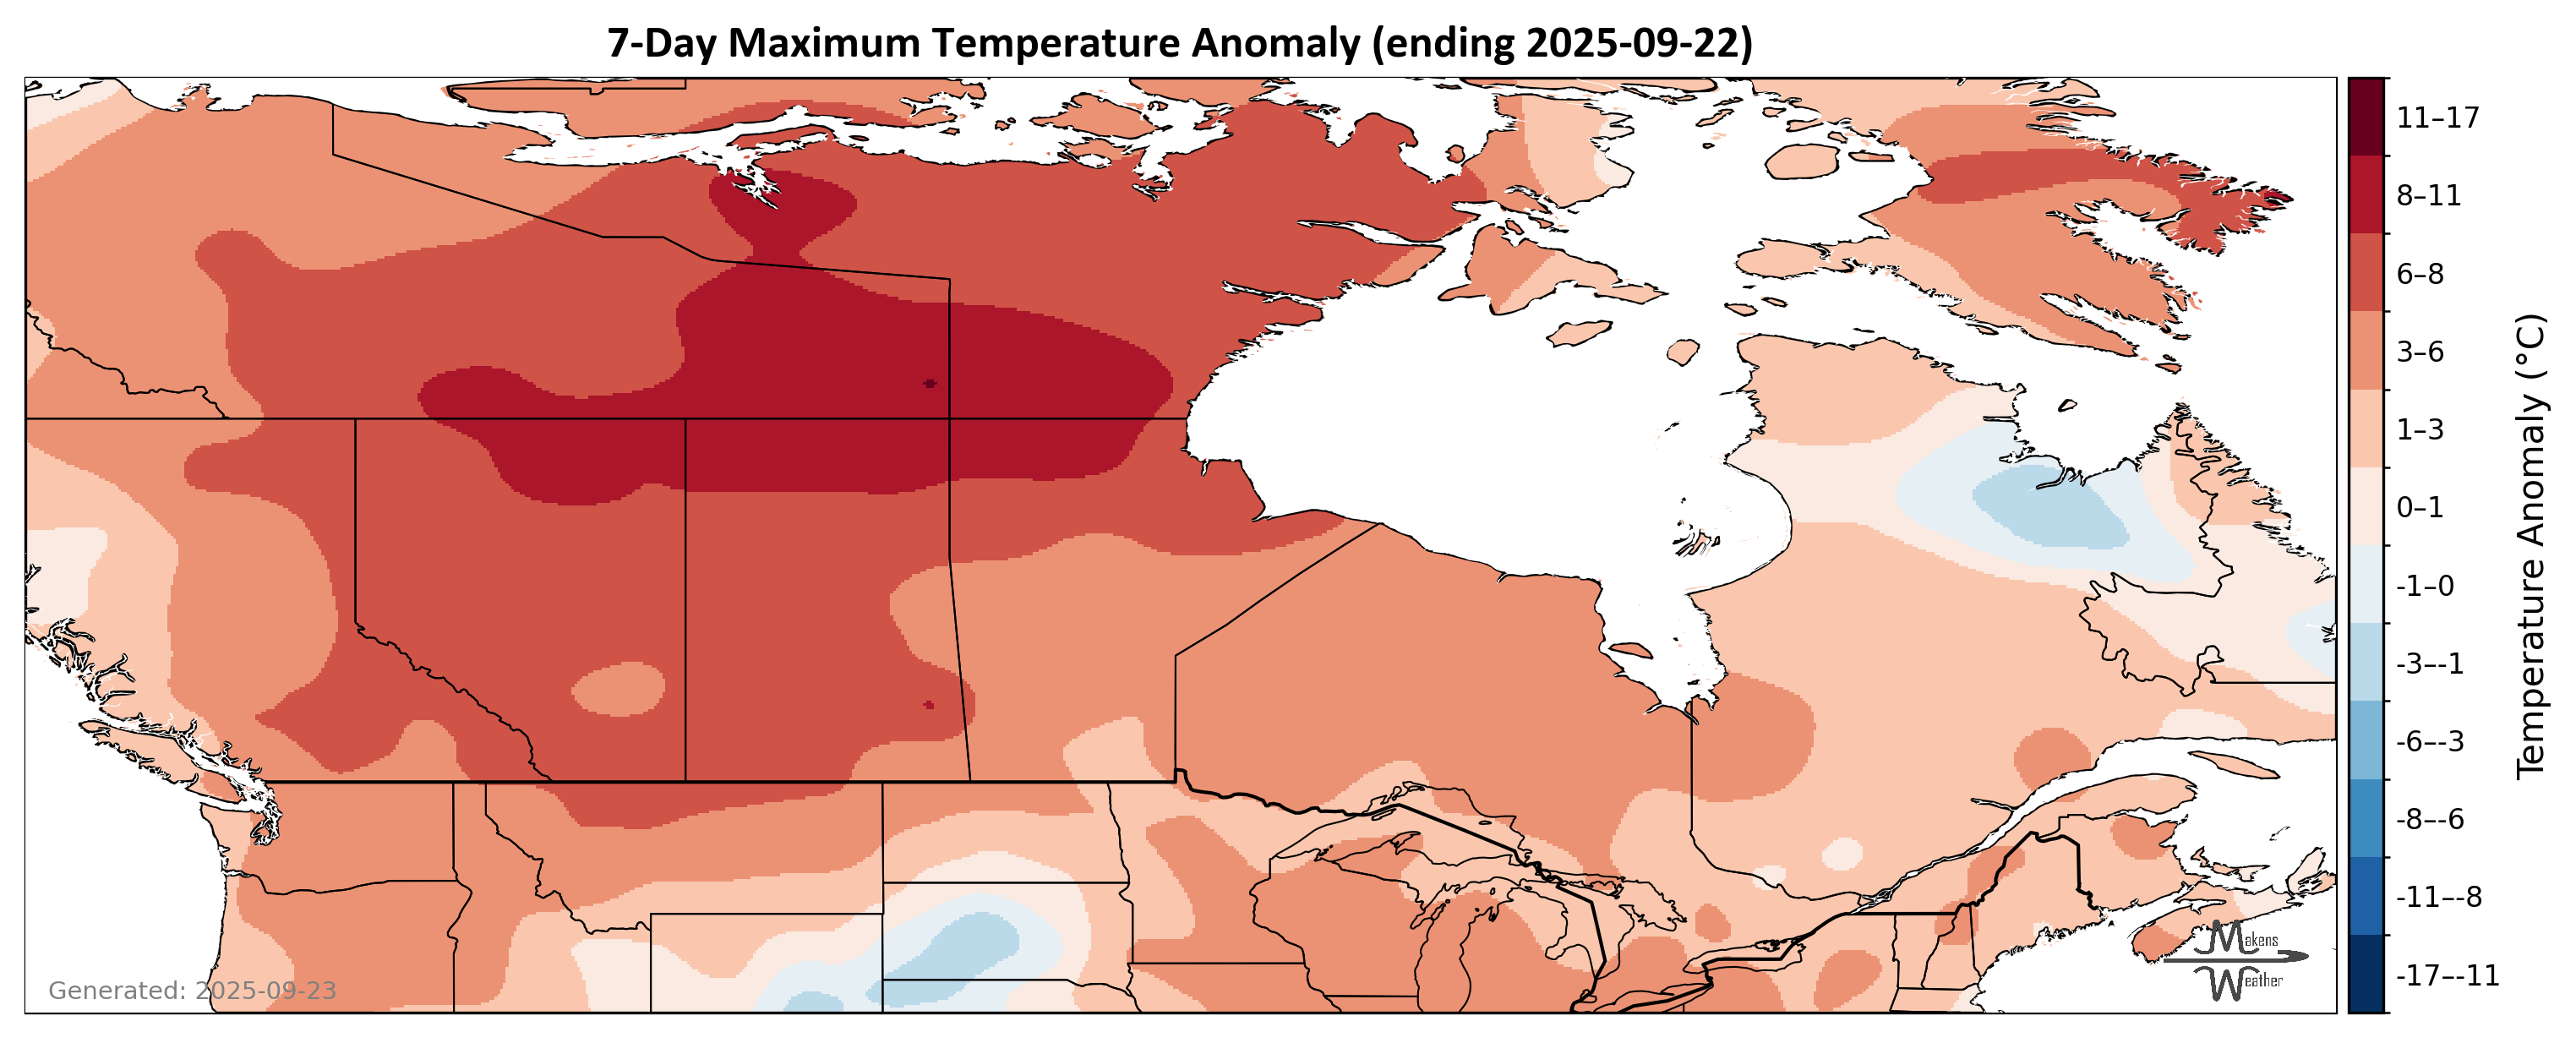 7-Day Maximum Temperature Anomaly (ending 2025-09-22)
11–17
8–11
6–8
3–6
1–3
0–1
-1–0
-3–-1
-6–-3
-8–-6
-11–-8
-17–-11
Temperature Anomaly (°C)
Generated: 2025-09-23
Makens
Weather